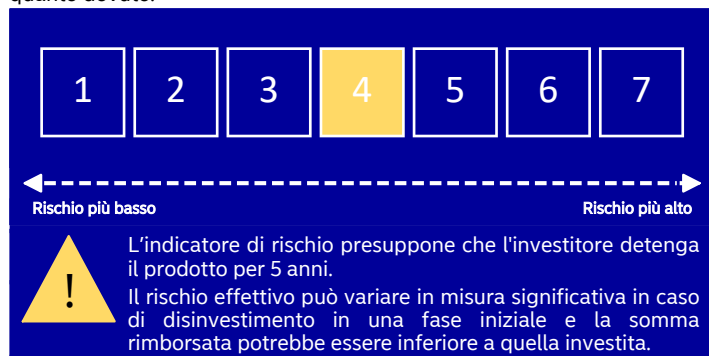 1 2 3 4 5 6 7
Rischio più basso Rischio più alto
!
L'indicatore di rischio presuppone che l'investitore detenga
il prodotto per 5 anni.
Il rischio effettivo può variare in misura significativa in caso
di disinvestimento in una fase iniziale e la somma
rimborsata potrebbe essere inferiore a quella investita.